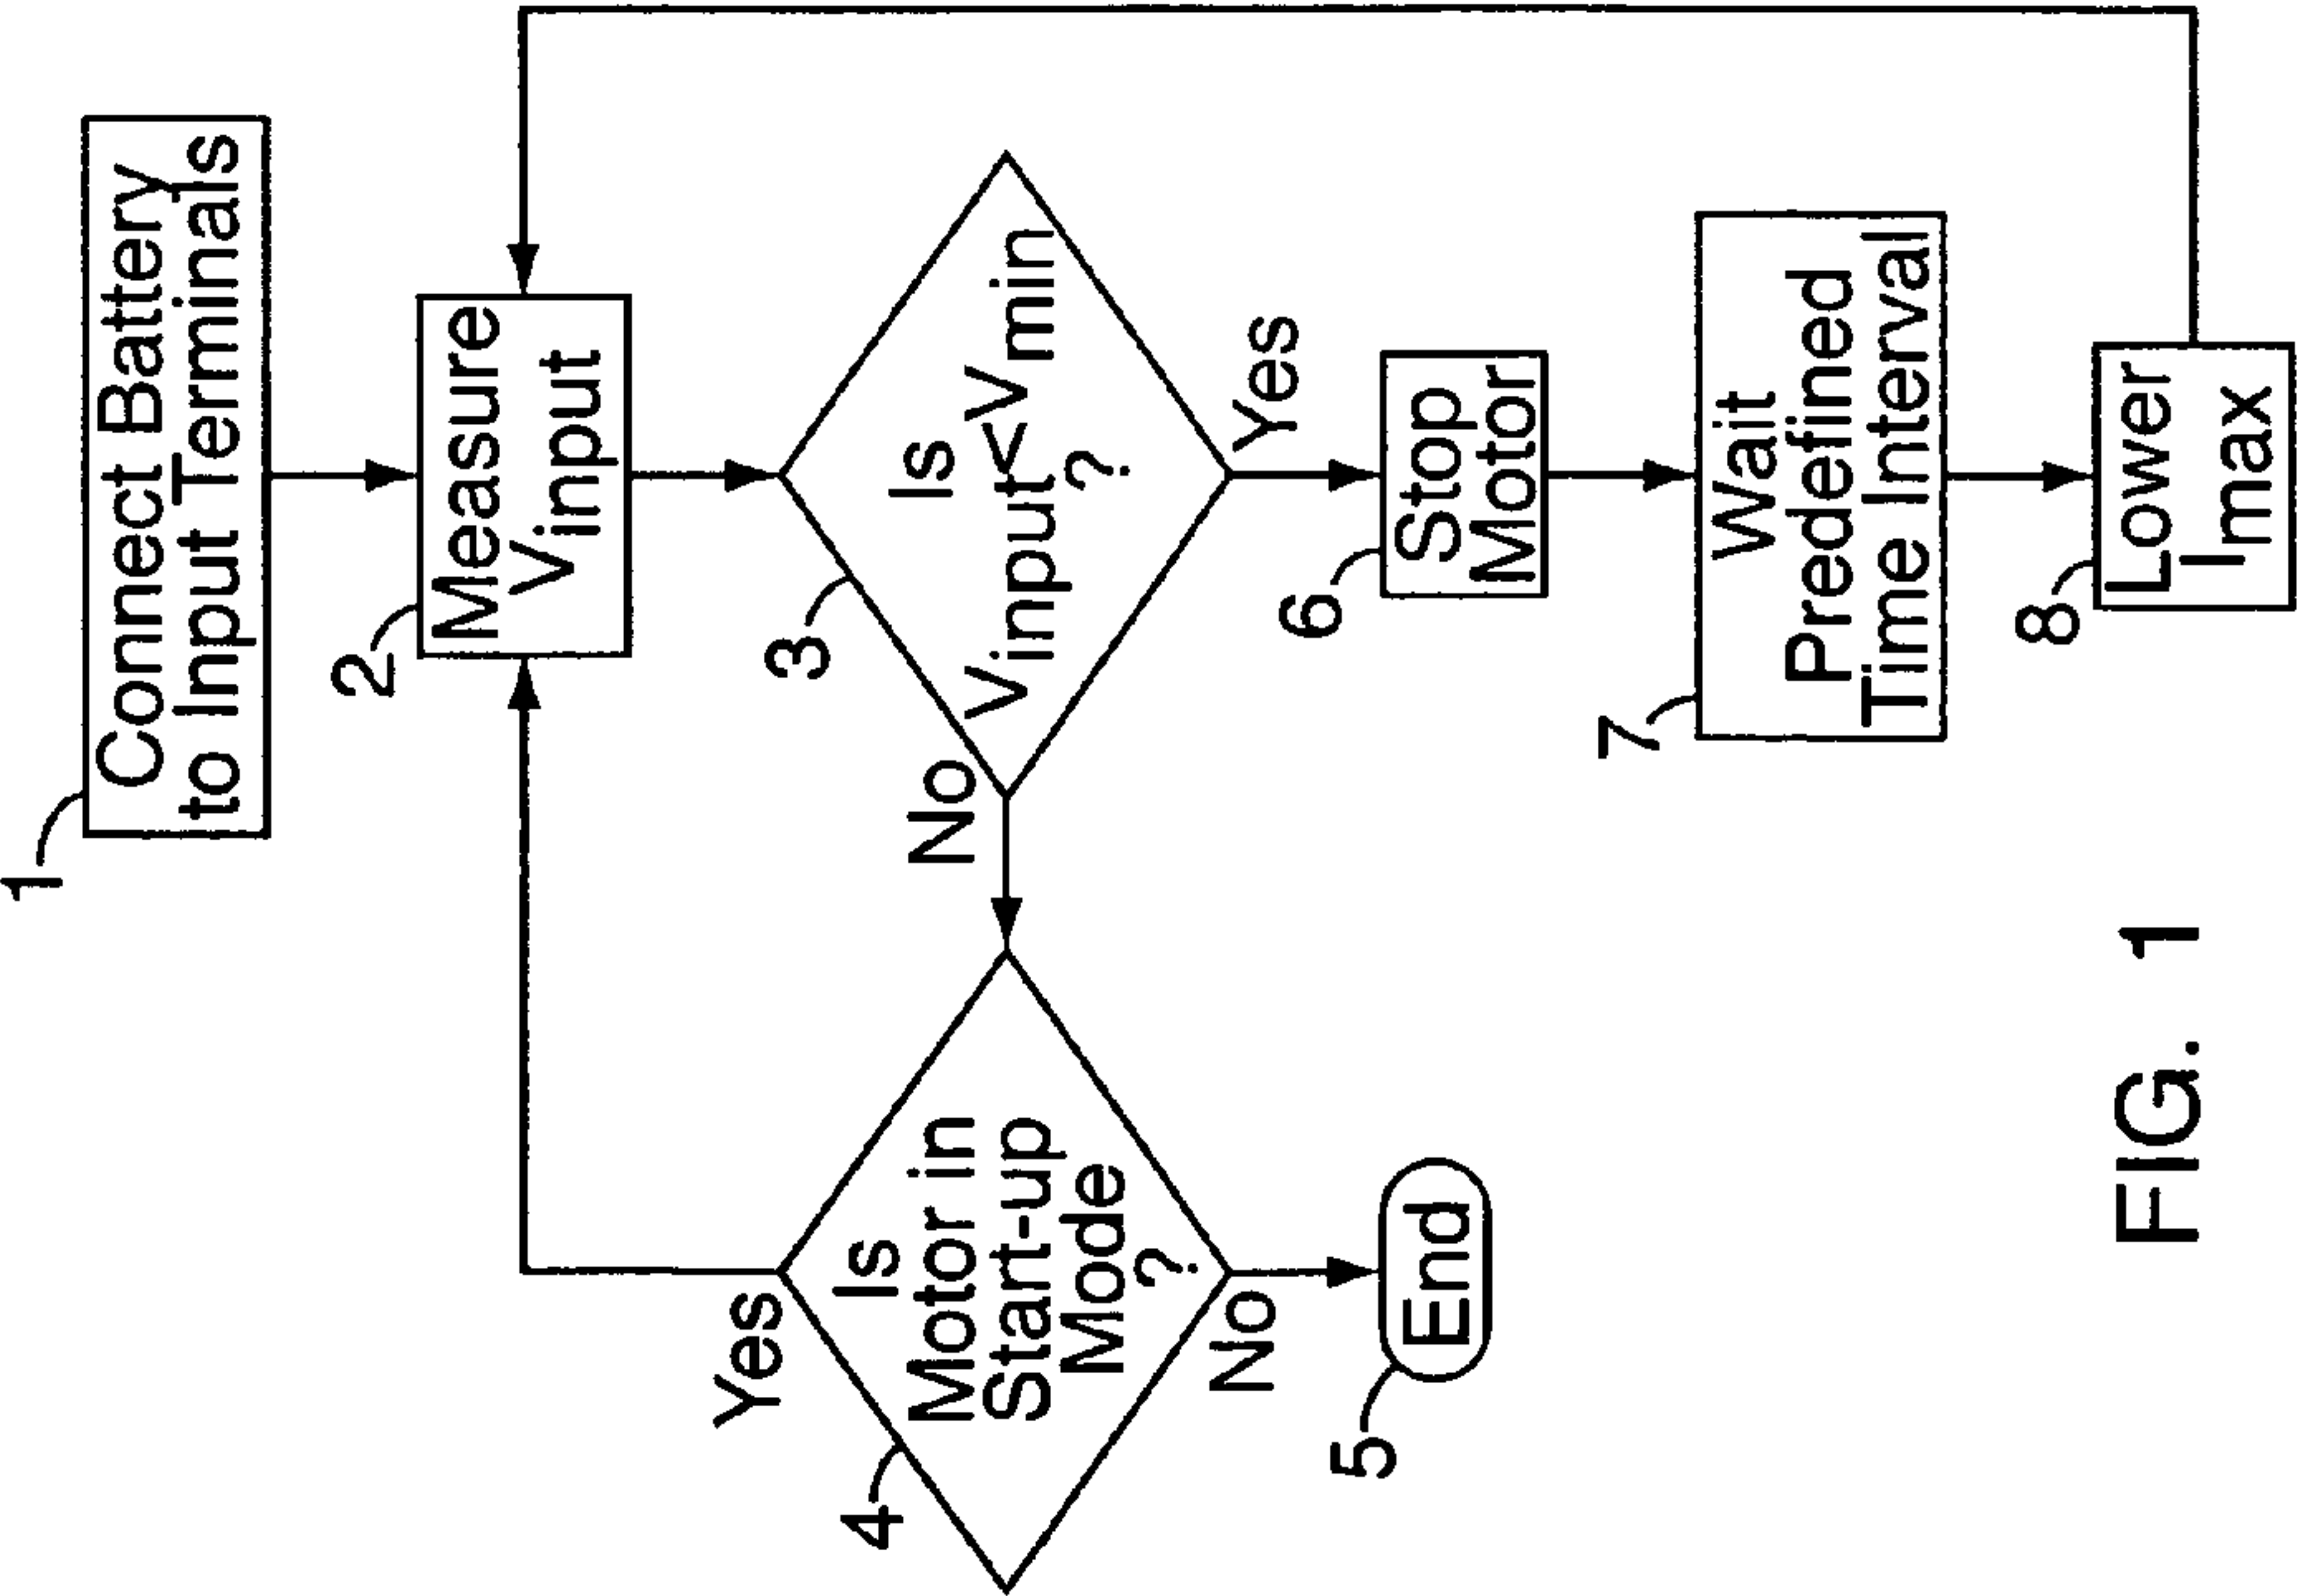 1
Connect Battery
to Input Terminals
2
Measure
Vinput
3
Is
Vinput<Vmin
?
No
Yes
4
Is
Motor in
Start-up
Mode
?
Yes
No
5
End
6
Stop
Motor
7
Wait
Predefined
Time Interval
8
Lower
Imax
FIG. 1